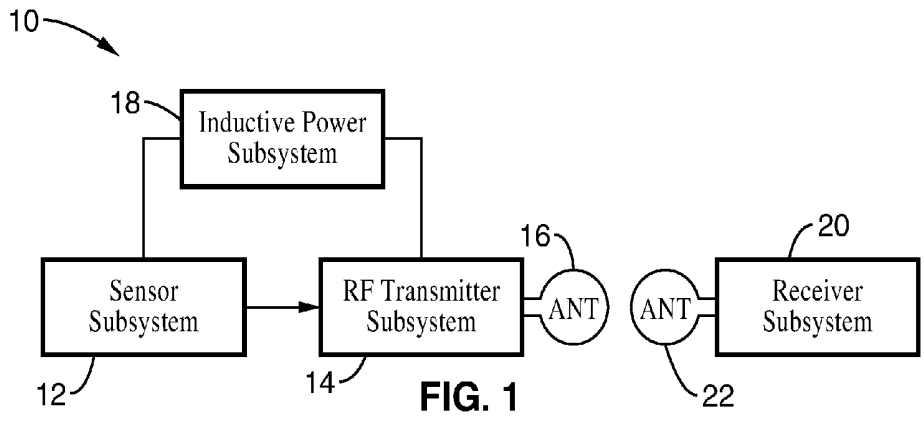 10
18
Inductive Power
Subsystem
16
20
Sensor
Subsystem
RF Transmitter
Subsystem
ANT
ANT
Receiver
Subsystem
12
14
22
FIG. 1